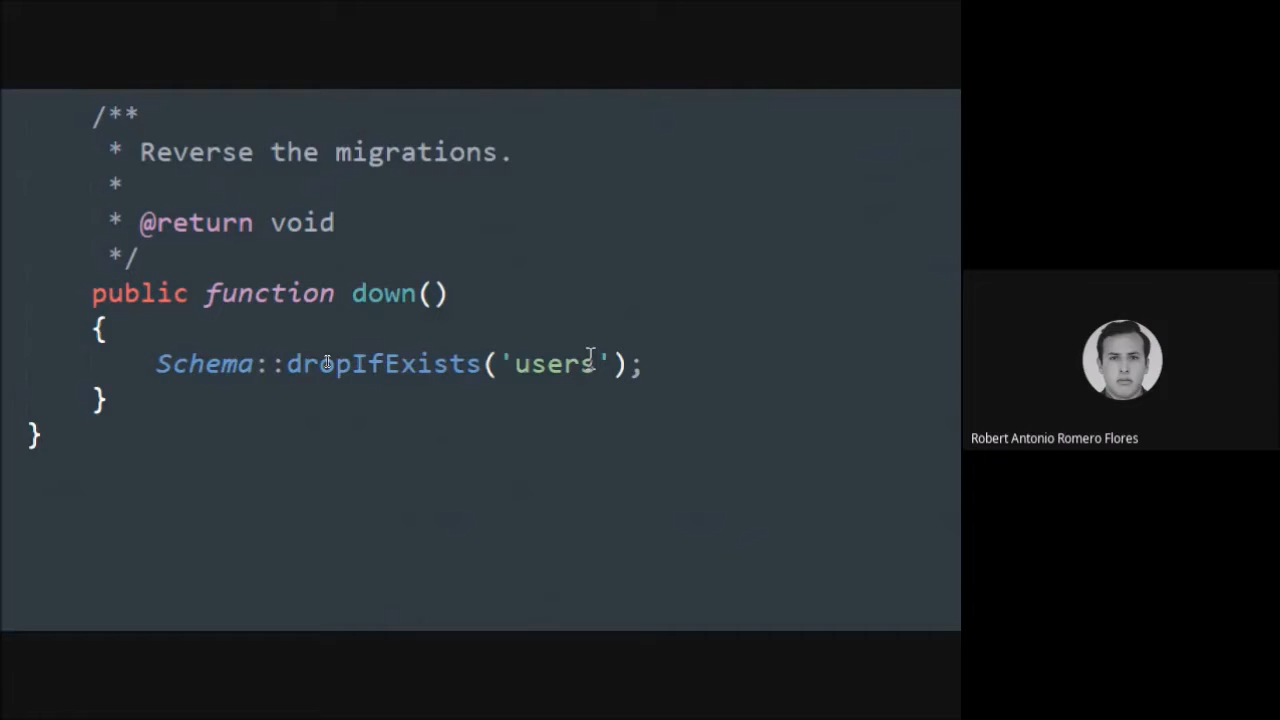 /**
* Reverse the migrations.
*
* @return void
*/
public function down()
{
Schema::dropIfExists('users');
}
}
Robert Antonio Romero Flores